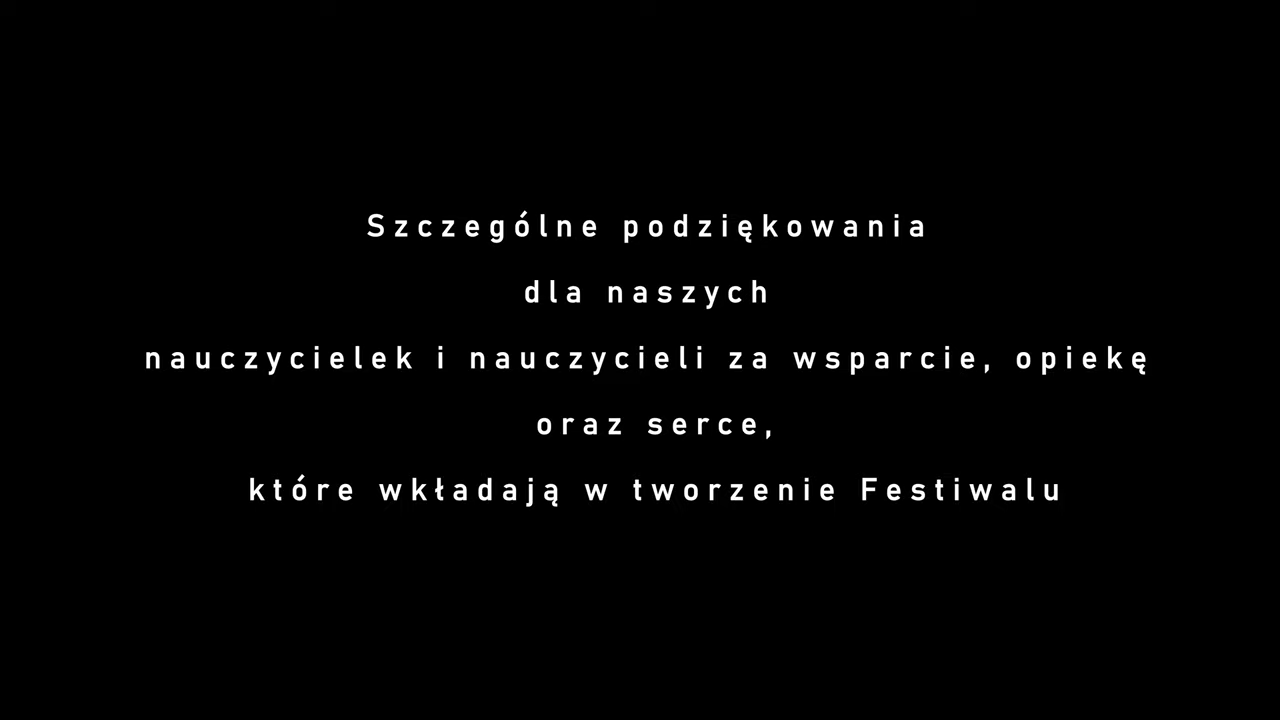 Szczególne podziękowania
dla naszych
nauczycielek i nauczycieli za wsparcie, opiekę
oraz serce,
które wkładają w tworzenie Festiwalu